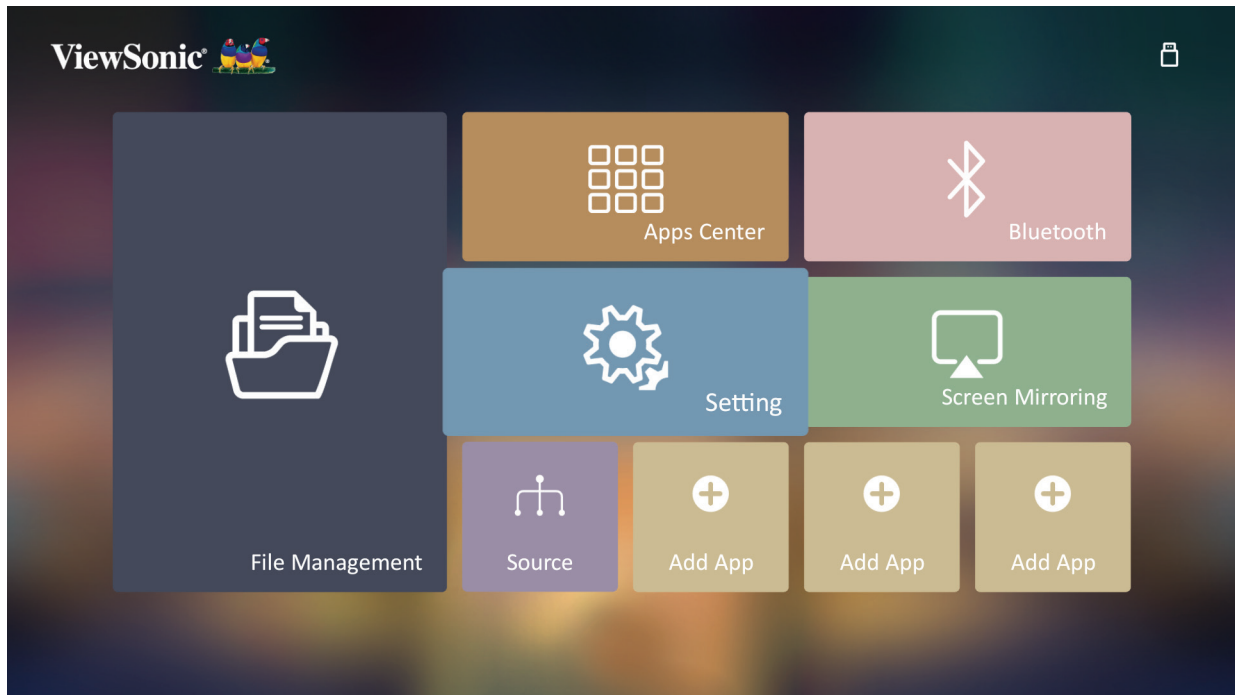 ViewSonic®
Apps Center
Bluetooth
Setting
Screen Mirroring
File Management
Source
Add App
Add App
Add App